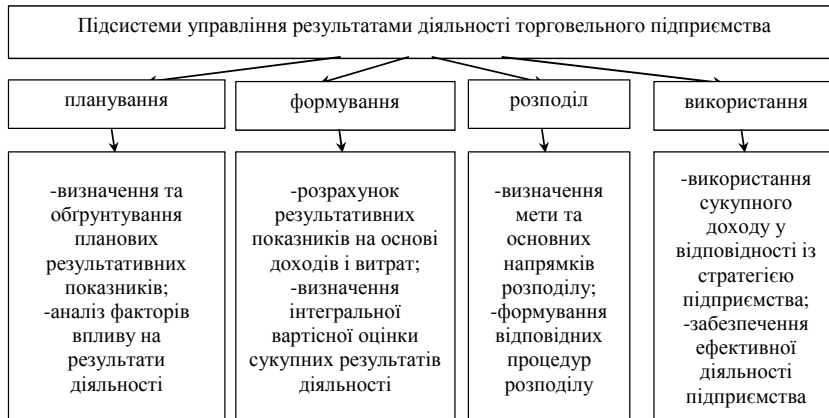 Підсистеми управління результатами діяльності торговельного підприємства
планування
формування
розподіл
використання
-визначення та
обґрунтування
планових
результативних
показників;
-аналіз факторів
впливу на
результати
діяльності
-розрахунок
результативних
показників на основі
доходів і витрат;
-визначення
інтегральної
вартісної оцінки
сукупних результатів
діяльності
-визначення
мети та
основних
напрямків
розподілу;
-формування
відповідних
процедур
розподілу
-використання
сукупного
доходу у
відповідності із
стратегією
підприємства;
-забезпечення
ефективної
діяльності
підприємства